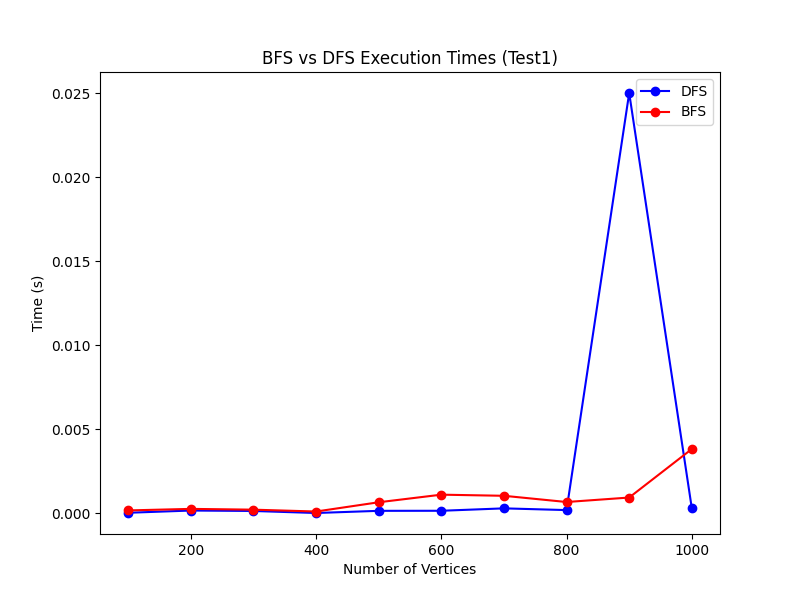 BFS vs DFS Execution Times (Test1)
DFS
BFS
0.025
0.020
0.015
0.010
0.005
0.000
Time (s)
200 400 600 800 1000
Number of Vertices